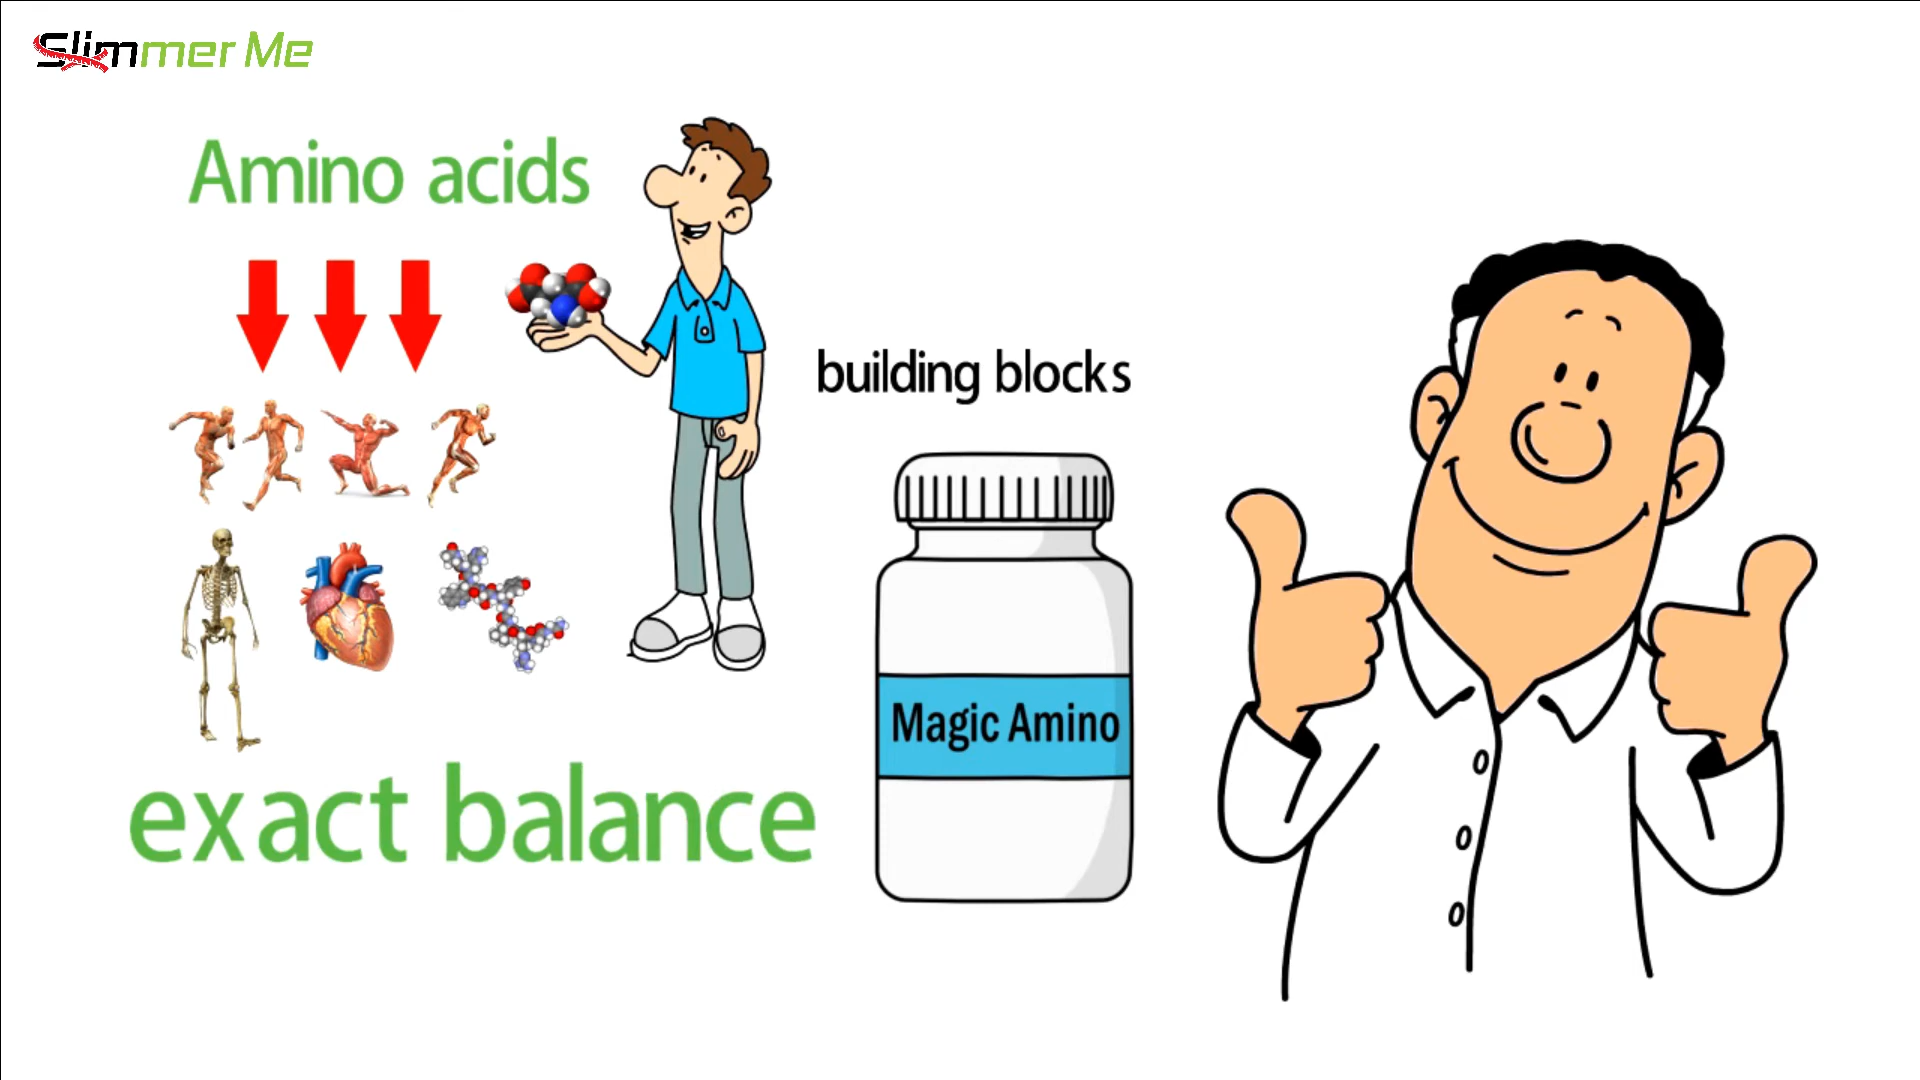 Slimmer Me
Amino acids
building blocks
Magic Amino
exact balance